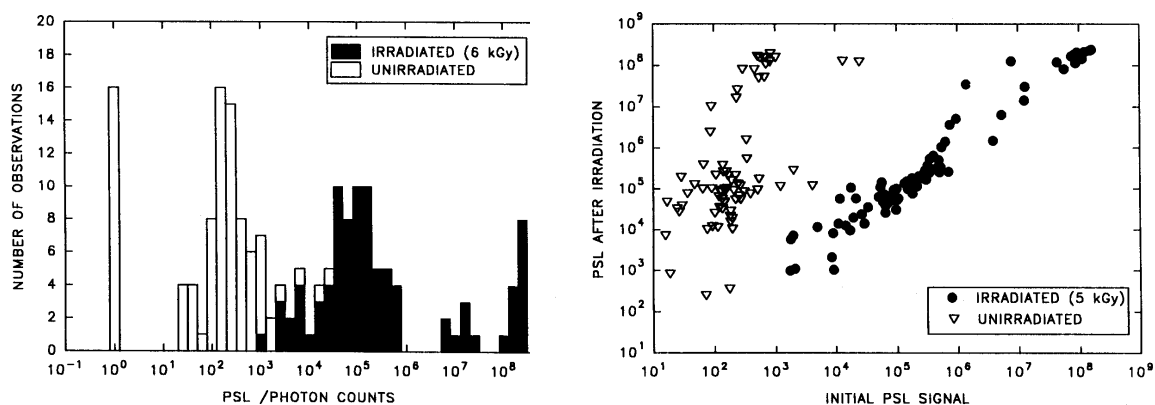 20
18
16
14
12
10
8
6
4
2
0
NUMBER OF OBSERVATIONS
IRRADIATED (6 kGy)
UNIRRADIATED
10⁻¹ 10⁰ 10¹ 10² 10³ 10⁴ 10⁵ 10⁶ 10⁷ 10⁸
PSL /PHOTON COUNTS
10⁹
10⁸
10⁷
10⁶
10⁵
10⁴
10³
10²
10¹
PSL AFTER IRRADIATION
IRRADIATED (5 kGy)
UNIRRADIATED
10¹ 10² 10³ 10⁴ 10⁵ 10⁶ 10⁷ 10⁸ 10⁹
INITIAL PSL SIGNAL